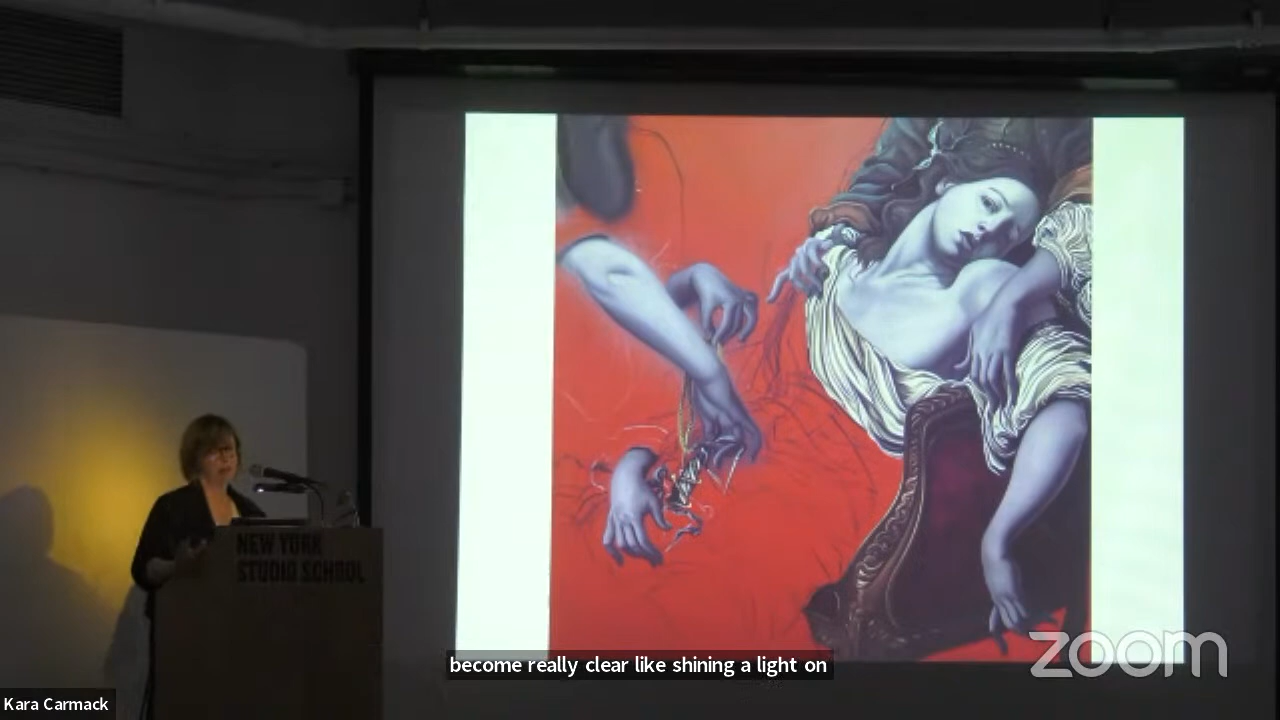 NEW YORK
STUDIO SCHOOL
become really clear like shining a light on
zoom
Kara Carmack